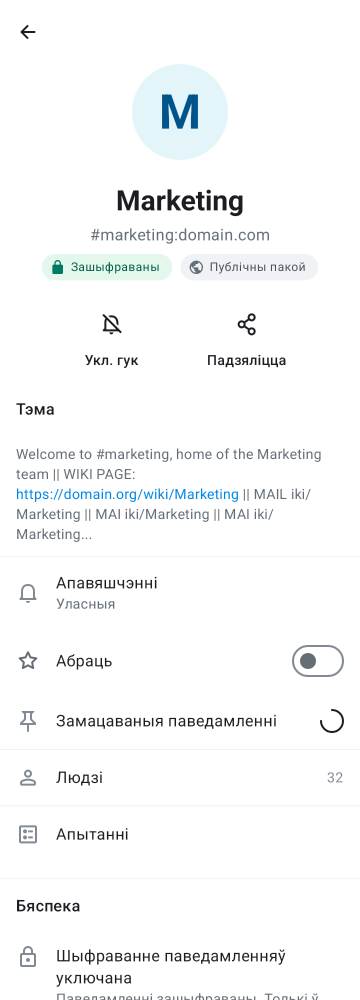 M
Marketing
#marketing:domain.com
Зашыфраваны Публічны пакой
Укл. гук Падзяліцца
Тэма
Welcome to #marketing, home of the Marketing
team || WIKI PAGE:
https://domain.org/wiki/Marketing || MAIL iki/
Marketing || MAI iki/Marketing || MAI iki/
Marketing...
Апавяшчэнні
Уласныя
Абраць
Замацаваныя паведамленні
Людзі 32
Апытанні
Бяспека
Шыфраванне паведамленняў
уключана
Паведамленні зашыфраваны. Толькі ў